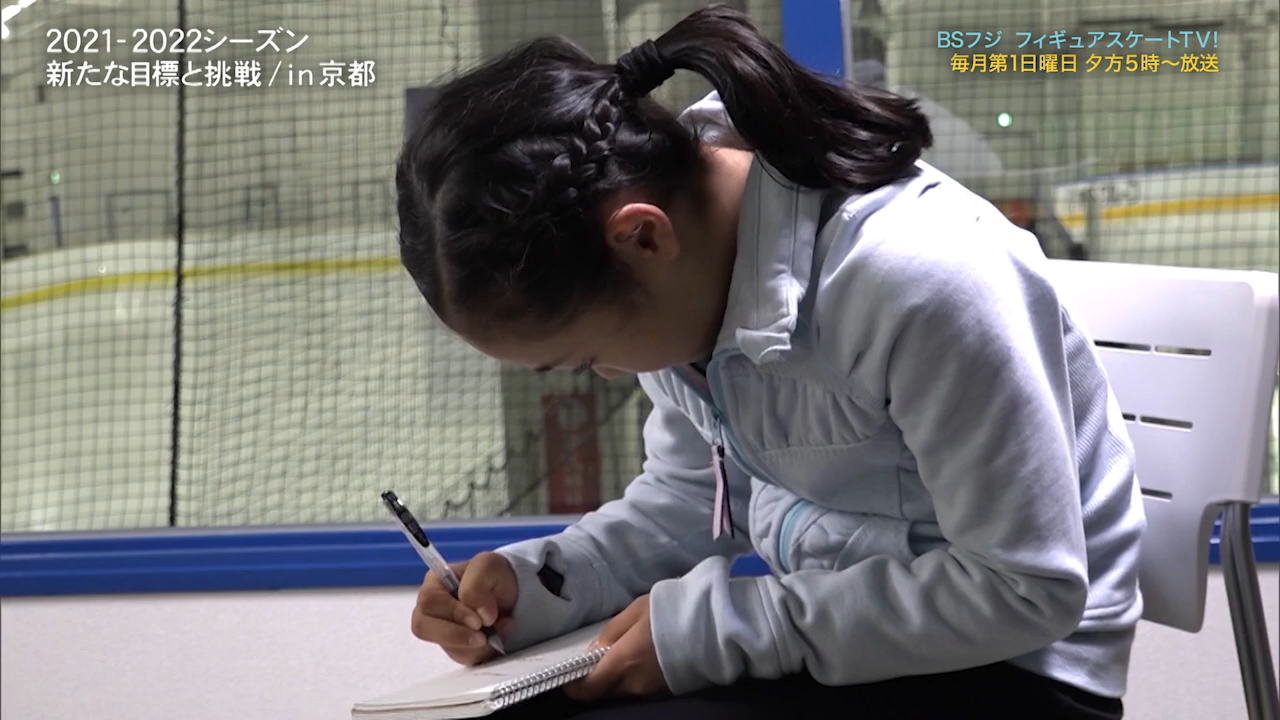 2021-2022シーズン
新たな目標と挑戦/in京都
BSフジ フィギュアスケートTV!
毎月第1日曜日 夕方5時〜放送